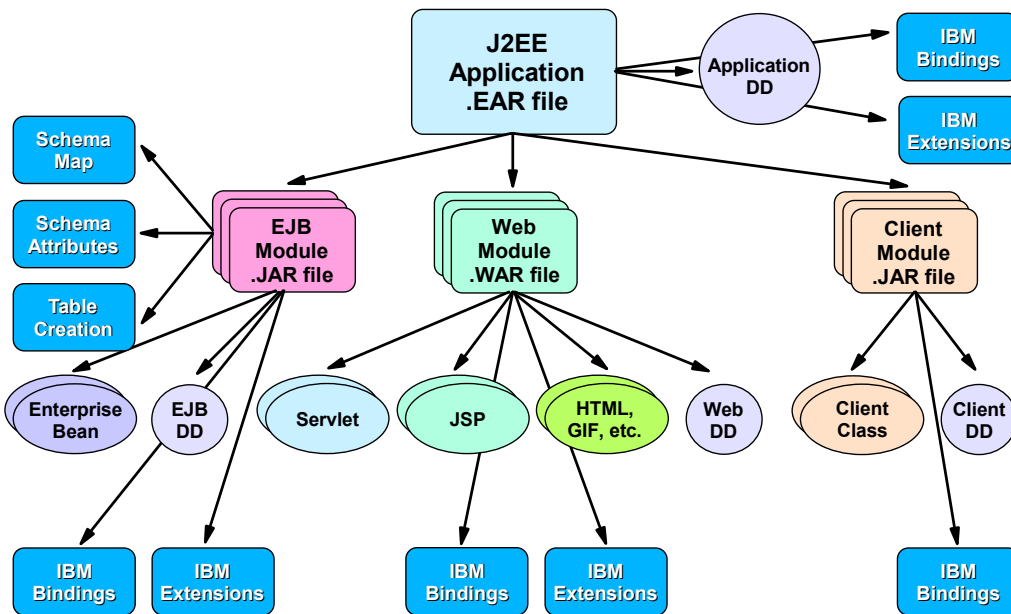 J2EE
Application
.EAR file
Application
DD
IBM
Bindings
IBM
Extensions
Schema
Map
Schema
Attributes
Table
Creation
EJB
Module
.JAR file
Web
Module
.WAR file
Client
Module
.JAR file
Enterprise
Bean
EJB
DD
Servlet
JSP
HTML,
GIF, etc.
Web
DD
Client
Class
Client
DD
IBM
Bindings
IBM
Extensions
IBM
Bindings
IBM
Extensions
IBM
Bindings